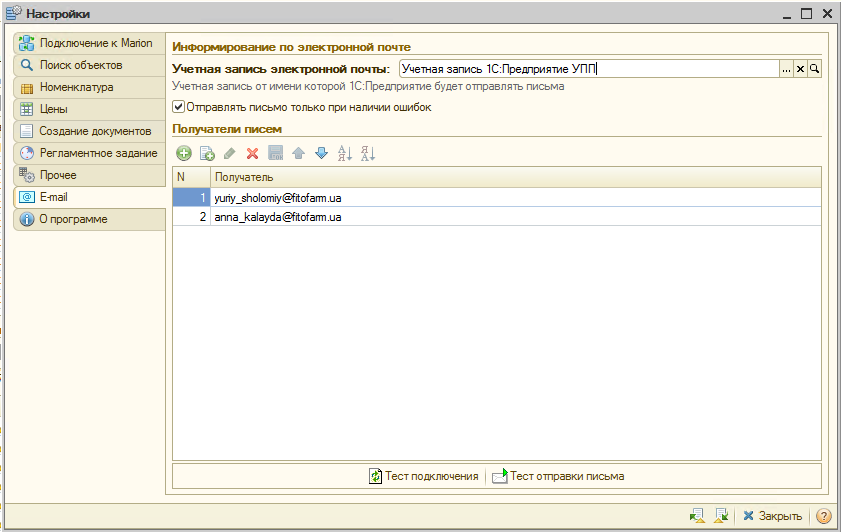 Настройки
Подключение к Marion
Поиск объектов
Номенклатура
Цены
Создание документов
Регламентное задание
Прочее
E-mail
О программе
Информирование по электронной почте
Учетная запись электронной почты: Учетная запись 1С:Предприятие УПП
Учетная запись от имени которой 1С:Предприятие будет отправлять письма
Отправлять письмо только при наличии ошибок
Получатели писем
N Получатель
1 yuriy_sholomiy@fitofarm.ua
2 anna_kalayda@fitofarm.ua
Тест подключения Тест отправки письма
Закрыть